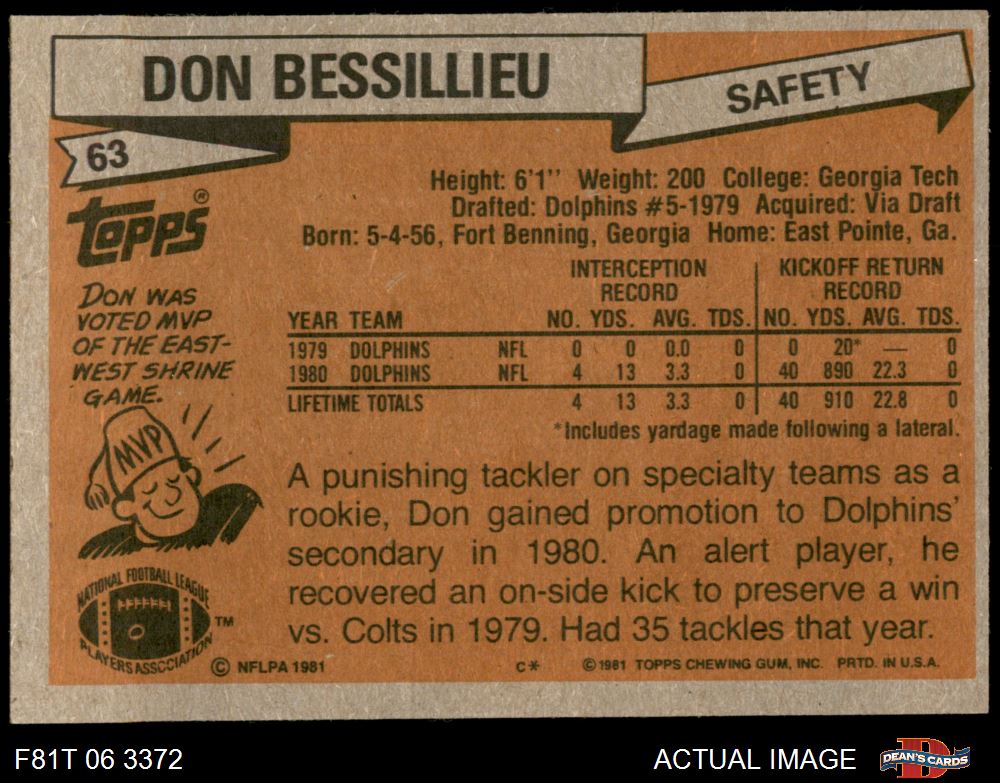 DON BESSILLIEU
SAFETY
63
Topps®
Height: 6'1'' Weight: 200 College: Georgia Tech
Drafted: Dolphins #5-1979 Acquired: Via Draft
Born: 5-4-56, Fort Benning, Georgia Home: East Pointe, Ga.
DON WAS
VOTED MVP
OF THE EAST-
WEST SHRINE
GAME.
MVP
INTERCEPTION RECORD KICKOFF RETURN RECORD
YEAR TEAM NO. YDS. AVG. TDS. NO. YDS. AVG. TDS.
1979 DOLPHINS NFL 0 0 0.0 0 0 20* — 0
1980 DOLPHINS NFL 4 13 3.3 0 40 890 22.3 0
LIFETIME TOTALS 4 13 3.3 0 40 910 22.8 0
*Includes yardage made following a lateral.
A punishing tackler on specialty teams as a
rookie, Don gained promotion to Dolphins'
secondary in 1980. An alert player, he
recovered an on-side kick to preserve a win
vs. Colts in 1979. Had 35 tackles that year.
NATIONAL FOOTBALL LEAGUE
PLAYERS ASSOCIATION
™
© NFLPA 1981
C*
© 1981 TOPPS CHEWING GUM, INC. PRTD. IN U.S.A.
F81T 06 3372
ACTUAL IMAGE
D
DEAN'S CARDS